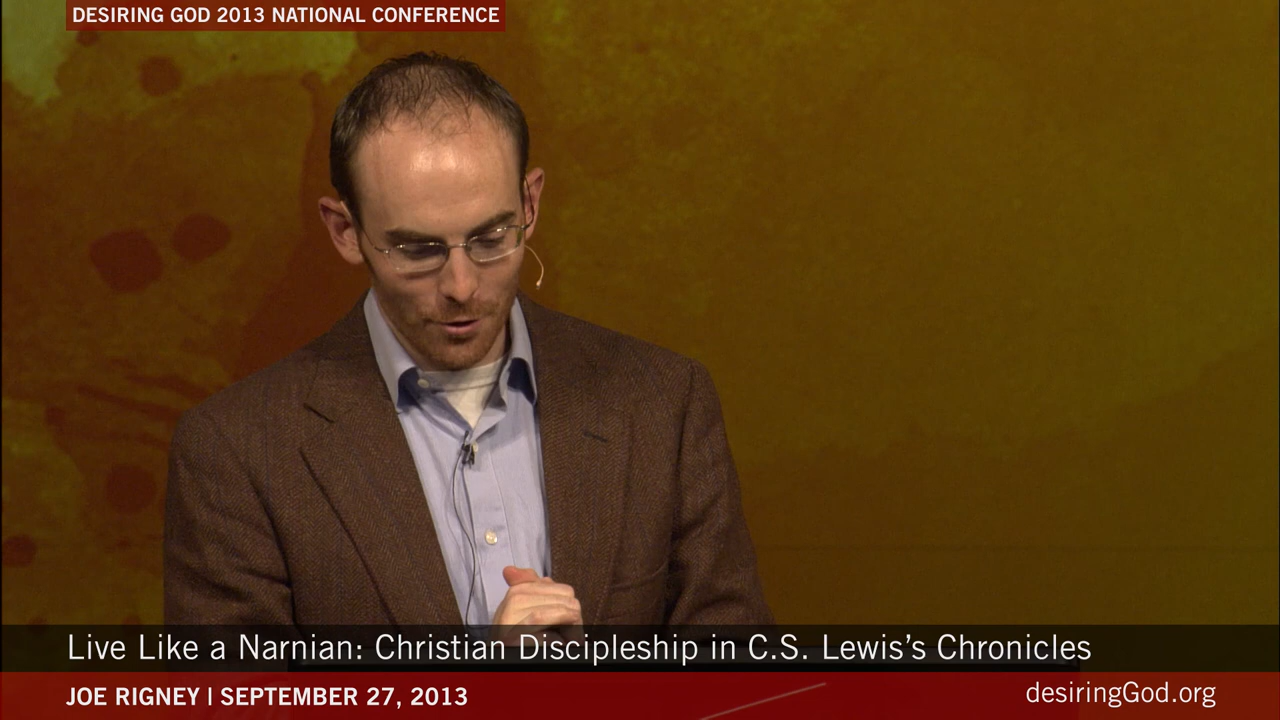 DESIRING GOD 2013 NATIONAL CONFERENCE
Live Like a Narnian: Christian Discipleship in C.S. Lewis’s Chronicles
JOE RIGNEY | SEPTEMBER 27, 2013
desiringGod.org